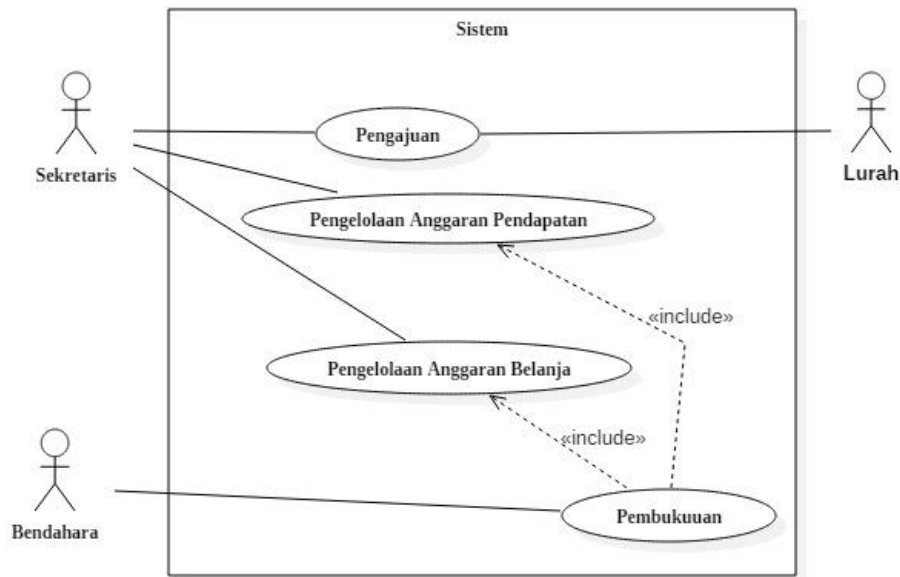 Sistem
Sekretaris
Pengajuan
Lurah
Pengelolaan Anggaran Pendapatan
«include»
Pengelolaan Anggaran Belanja
«include»
Bendahara
Pembukuuan